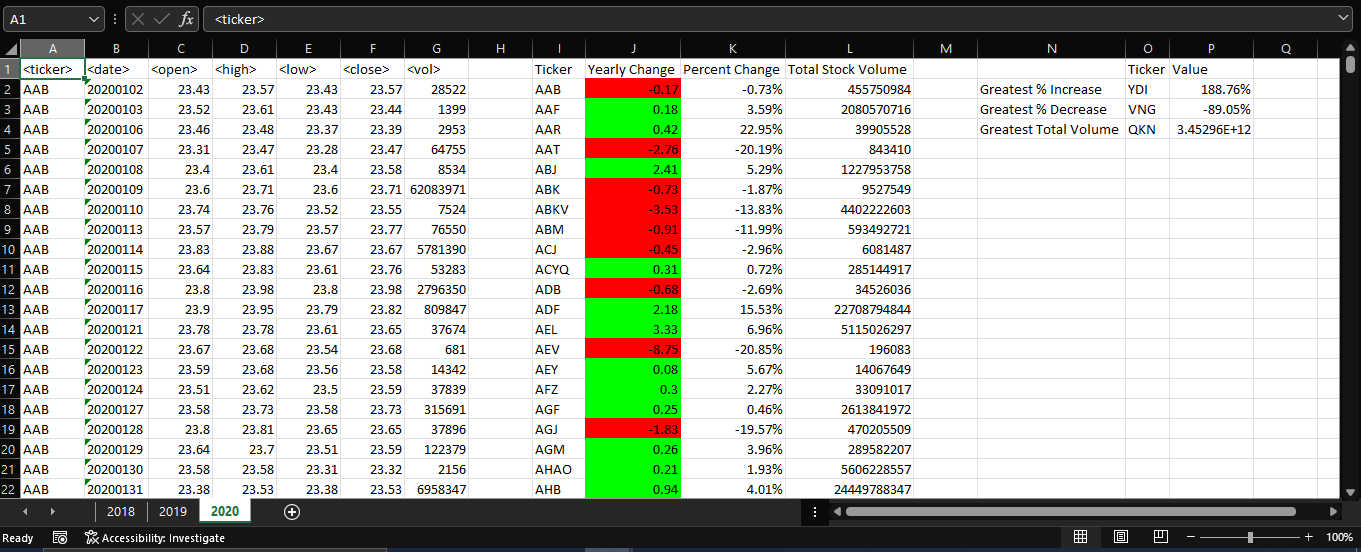 A1 fx <ticker>
A B C D E F G H I J K L M N O P Q
1 <ticker> <date> <open> <high> <low> <close> <vol> Ticker Yearly Change Percent Change Total Stock Volume Ticker Value
2 AAB 20200102 23.43 23.57 23.43 23.57 28522 AAB -0.17 -0.73% 455750984 Greatest % Increase YDI 188.76%
3 AAB 20200103 23.52 23.61 23.43 23.44 1399 AAF 0.18 3.59% 2080570716 Greatest % Decrease VNG -89.05%
4 AAB 20200106 23.46 23.48 23.37 23.39 2953 AAR 0.42 22.95% 39905528 Greatest Total Volume QKN 3.45296E+12
5 AAB 20200107 23.31 23.47 23.28 23.47 64755 AAT -2.76 -20.19% 843410
6 AAB 20200108 23.4 23.61 23.4 23.58 8534 ABJ 2.41 5.29% 1227953758
7 AAB 20200109 23.6 23.71 23.6 23.71 62083971 ABK -0.73 -1.87% 9527549
8 AAB 20200110 23.74 23.76 23.52 23.55 7524 ABKV -3.53 -13.83% 4402222603
9 AAB 20200113 23.57 23.79 23.57 23.77 76550 ABM -0.91 -11.99% 593492721
10 AAB 20200114 23.83 23.88 23.67 23.67 5781390 ACJ -0.45 -2.96% 6081487
11 AAB 20200115 23.64 23.83 23.61 23.76 53283 ACYQ 0.31 0.72% 285144917
12 AAB 20200116 23.8 23.98 23.8 23.98 2796350 ADB -0.68 -2.69% 34526036
13 AAB 20200117 23.9 23.95 23.79 23.82 809847 ADF 2.18 15.53% 22708794844
14 AAB 20200121 23.78 23.78 23.61 23.65 37674 AEL 3.33 6.96% 5115026297
15 AAB 20200122 23.67 23.68 23.54 23.68 681 AEV -8.75 -20.85% 196083
16 AAB 20200123 23.59 23.68 23.56 23.58 14342 AEY 0.08 5.67% 14067649
17 AAB 20200124 23.51 23.62 23.5 23.59 37839 AFZ 0.3 2.27% 33091017
18 AAB 20200127 23.58 23.73 23.58 23.73 315691 AGF 0.25 0.46% 2613841972
19 AAB 20200128 23.8 23.81 23.65 23.65 37896 AGJ -1.83 -19.57% 470205509
20 AAB 20200129 23.64 23.7 23.51 23.59 122379 AGM 0.26 3.96% 289582207
21 AAB 20200130 23.58 23.58 23.31 23.32 2156 AHAO 0.21 1.93% 5606228557
22 AAB 20200131 23.38 23.53 23.38 23.53 6958347 AHB 0.94 4.01% 24449788347
2018 2019 2020
Ready Accessibility: Investigate 100%